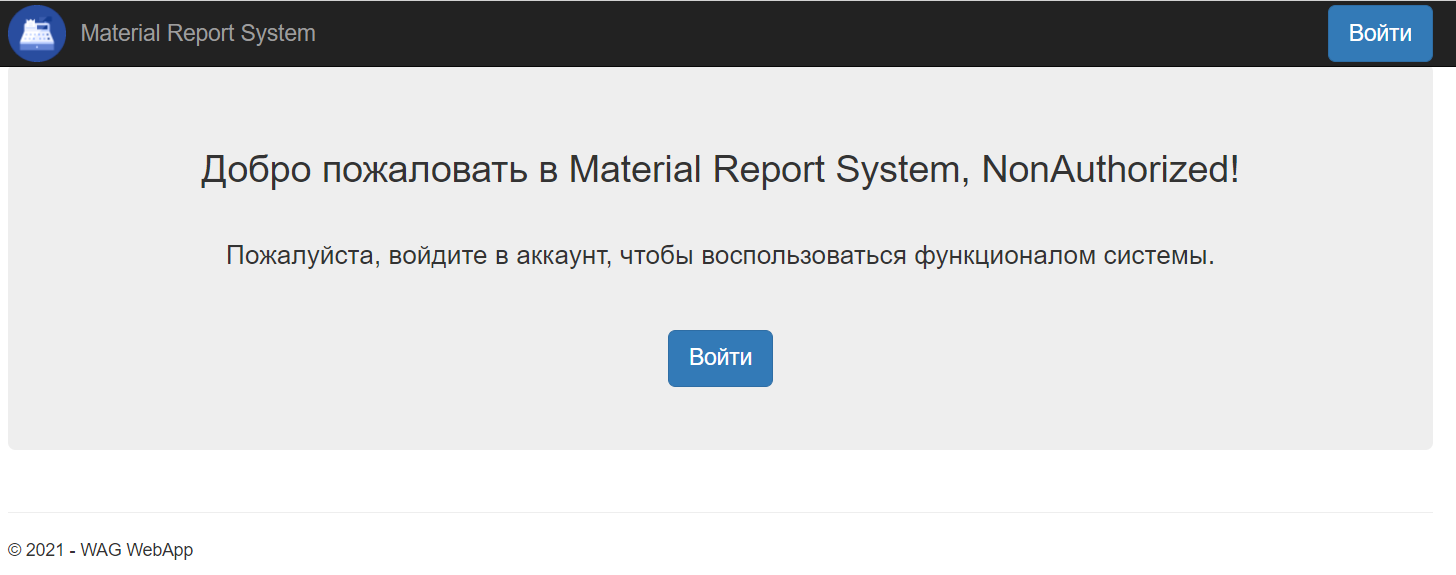 Material Report System
Войти
Добро пожаловать в Material Report System, NonAuthorized!
Пожалуйста, войдите в аккаунт, чтобы воспользоваться функционалом системы.
Войти
© 2021 - WAG WebApp